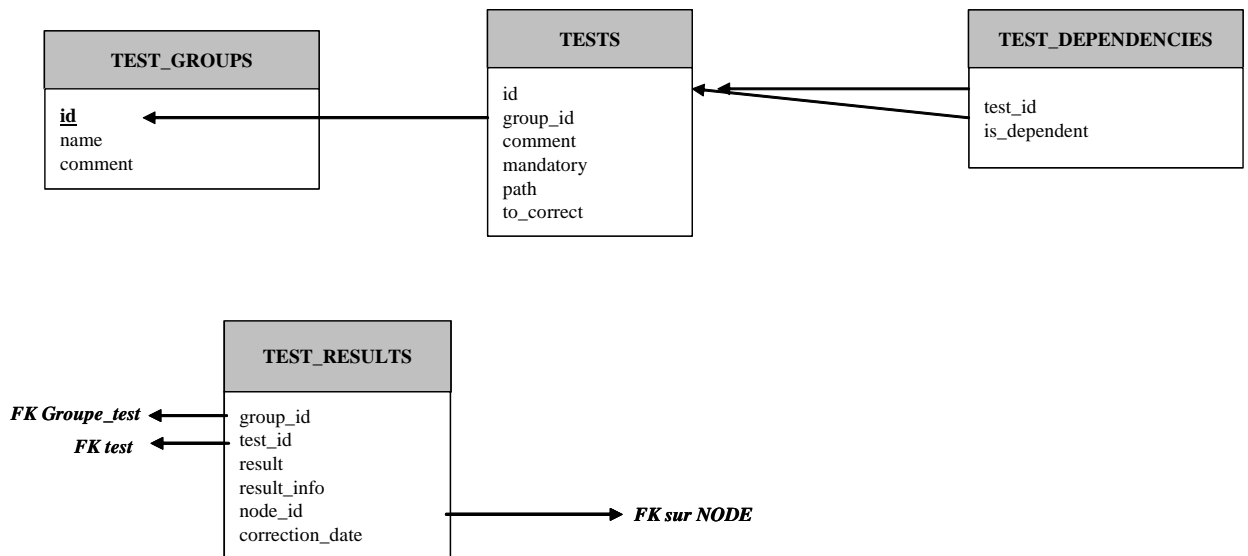 TEST_GROUPS
id
name
comment
TESTS
id
group_id
comment
mandatory
path
to_correct
TEST_DEPENDENCIES
test_id
is_dependent
TEST_RESULTS
group_id
test_id
result
result_info
node_id
correction_date
FK Groupe_test
FK test
FK sur NODE